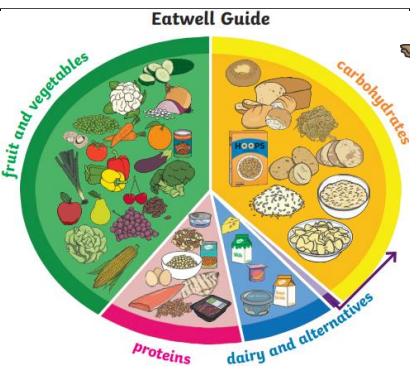 Eatwell Guide
fruit and vegetables
carbohydrates
HOOPS
proteins
dairy and alternatives